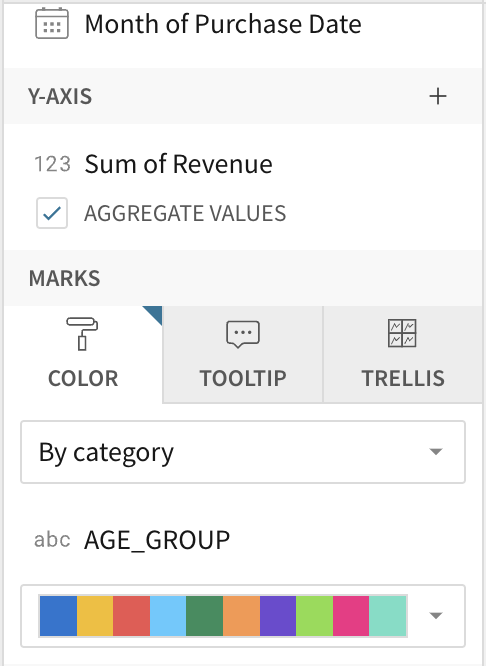 Month of Purchase Date
Y-AXIS +
123 Sum of Revenue
AGGREGATE VALUES
MARKS
COLOR TOOLTIP TRELLIS
By category
abc AGE_GROUP